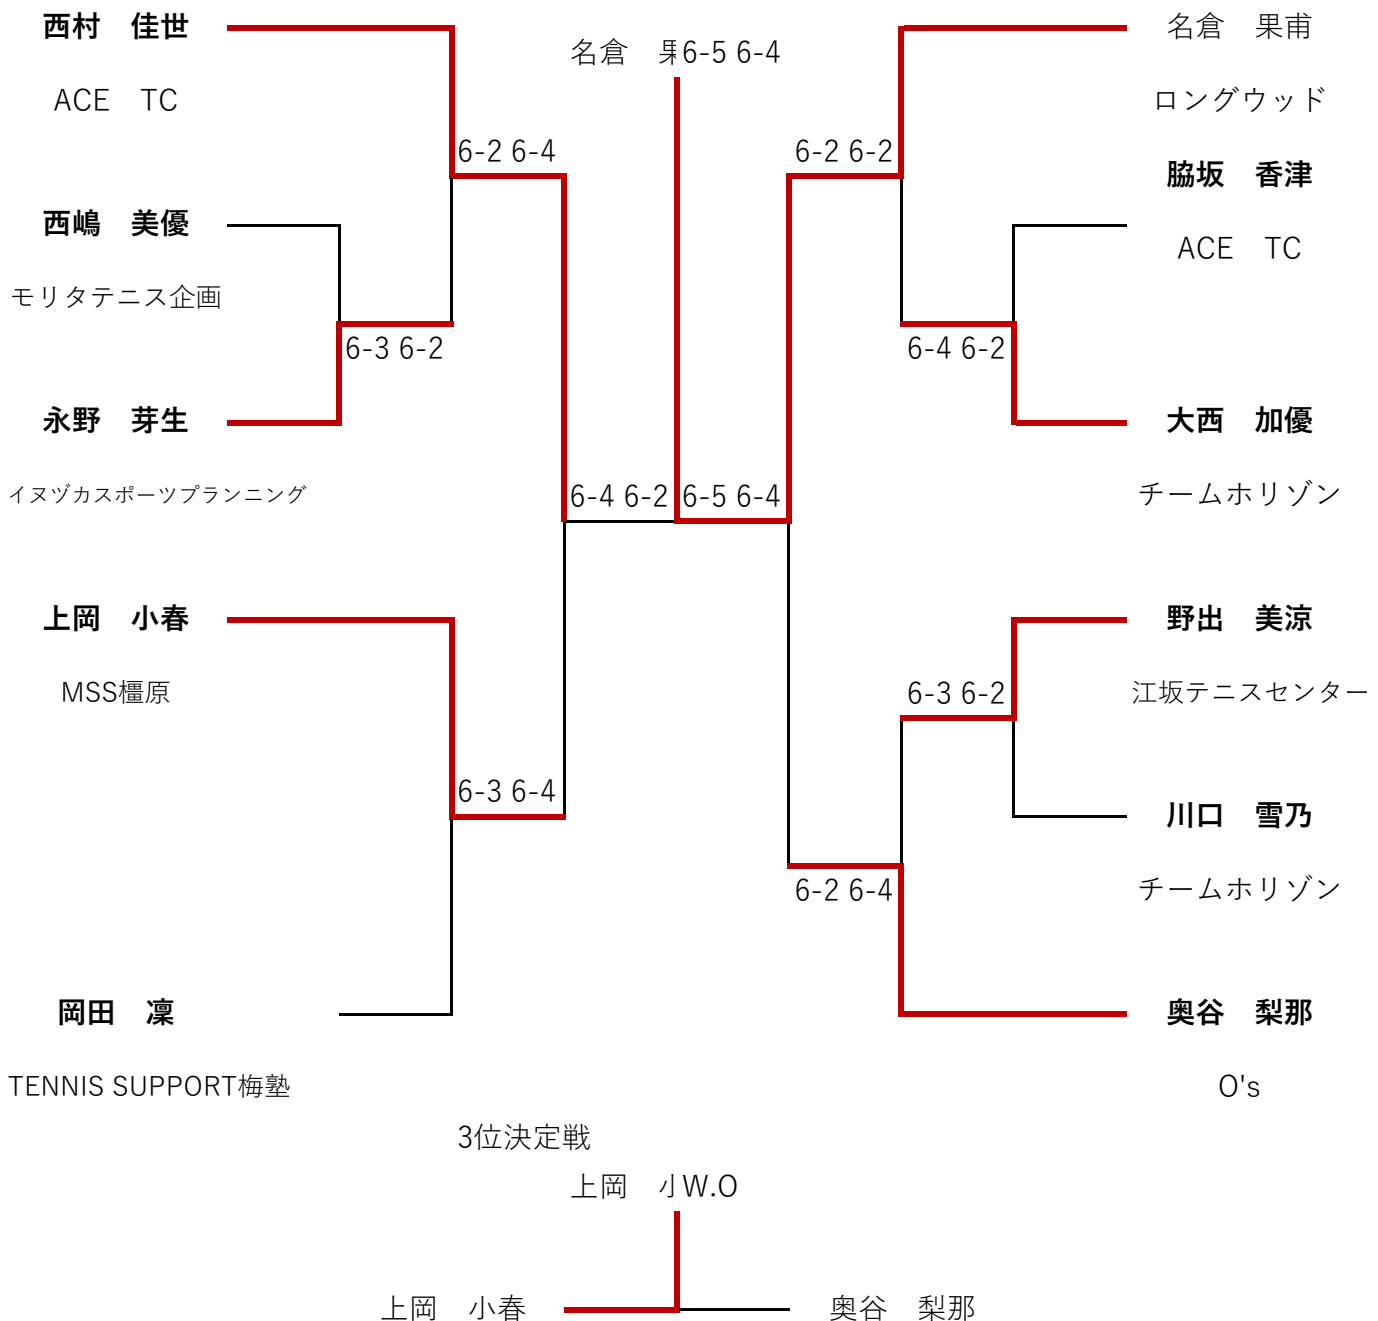 西村　佳世
ACE　TC
6-2 6-4
西嶋　美優
モリタテニス企画
6-3 6-2
永野　芽生
イヌヅカスポーツプランニング
上岡　小春
MSS橿原
6-3 6-4
岡田　凜
TENNIS SUPPORT梅塾
名倉　果
6-5 6-4
6-4 6-2
6-5 6-4
名倉　果甫
ロングウッド
6-2 6-2
脇坂　香津
ACE　TC
6-4 6-2
大西　加優
チームホリゾン
野出　美涼
江坂テニスセンター
6-3 6-2
川口　雪乃
チームホリゾン
6-2 6-4
奥谷　梨那
O's
3位決定戦
上岡
W.O
上岡　小春
奥谷　梨那